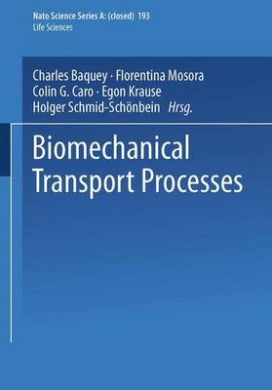 Nato Science Series A: (closed) 193
Life Sciences
Charles Baquey · Florentina Mosora
Colin G. Caro · Egon Krause
Holger Schmid-Schönbein Hrsg.
Biomechanical
Transport Processes